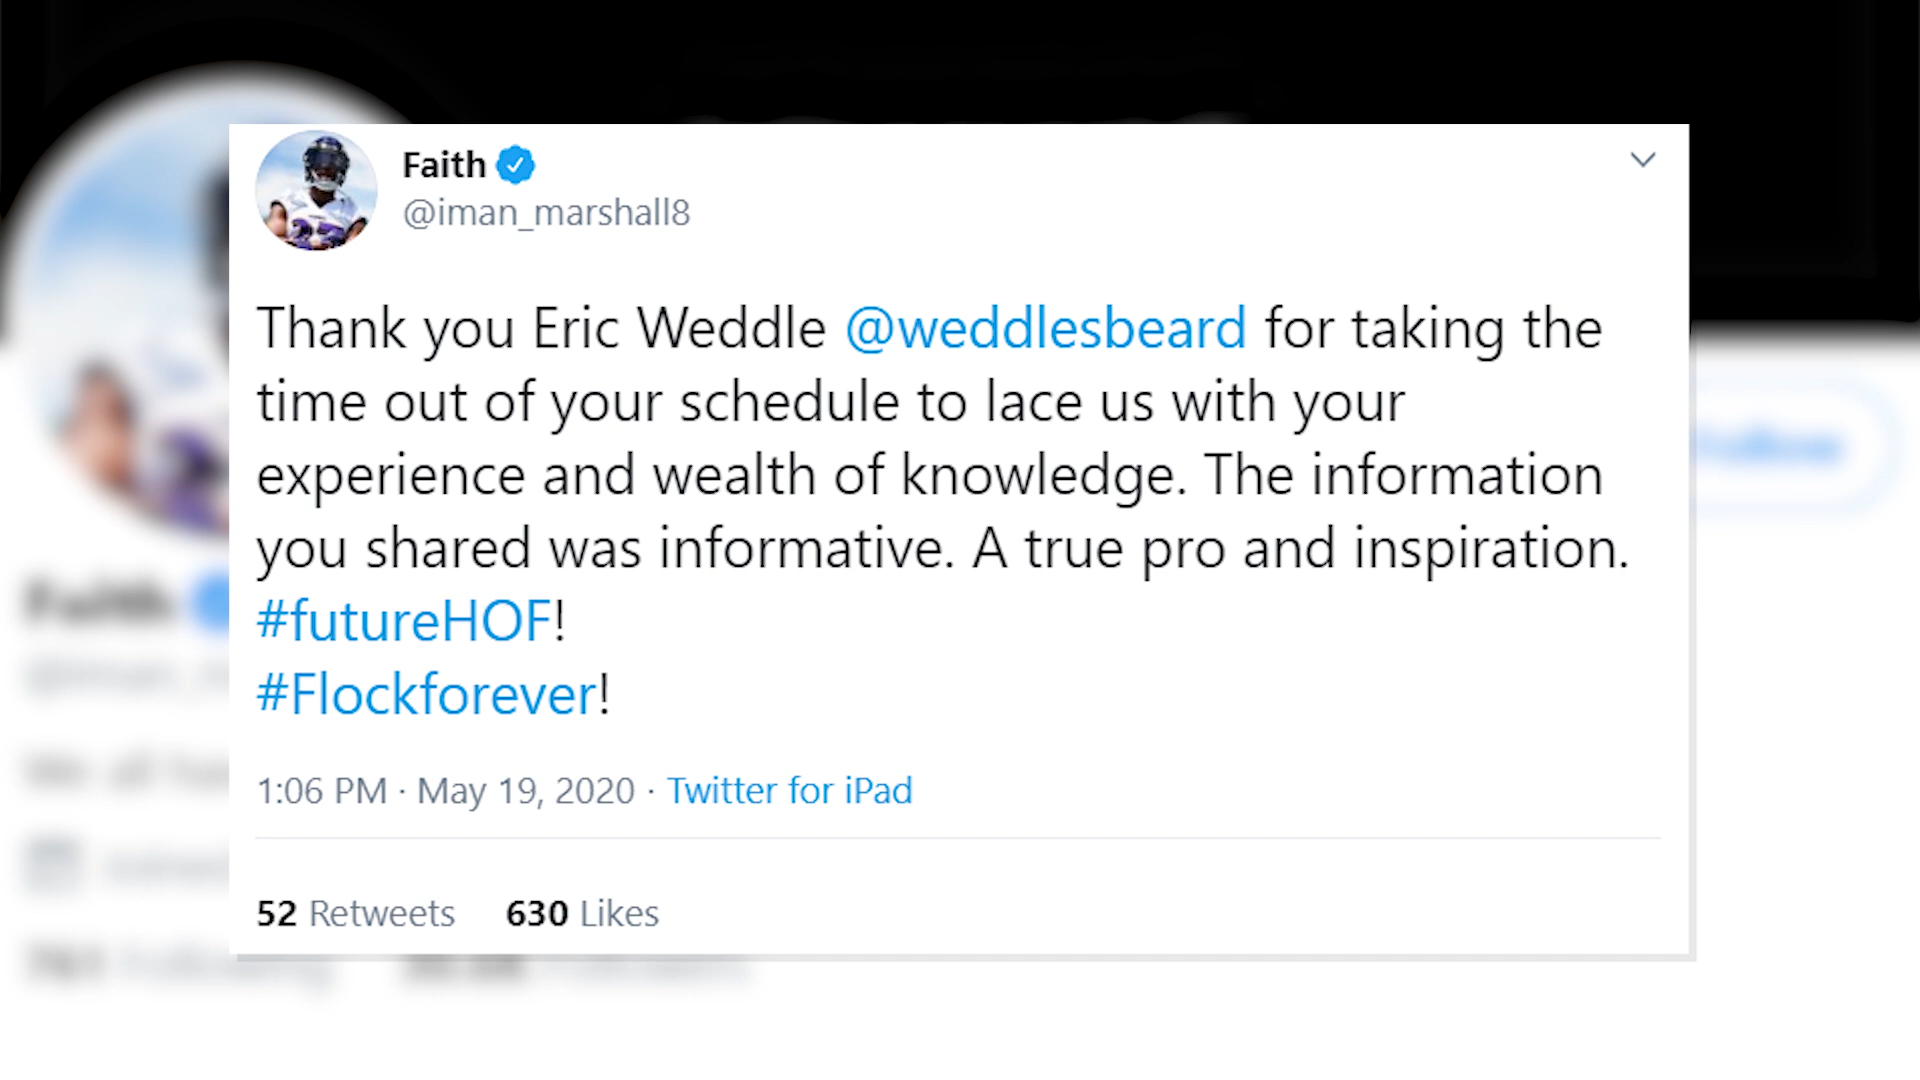 Faith
@iman_marshall8
Thank you Eric Weddle @weddlesbeard for taking the
time out of your schedule to lace us with your
experience and wealth of knowledge. The information
you shared was informative. A true pro and inspiration.
#futureHOF!
#Flockforever!
1:06 PM · May 19, 2020 · Twitter for iPad
52 Retweets 630 Likes
Follow
Faith